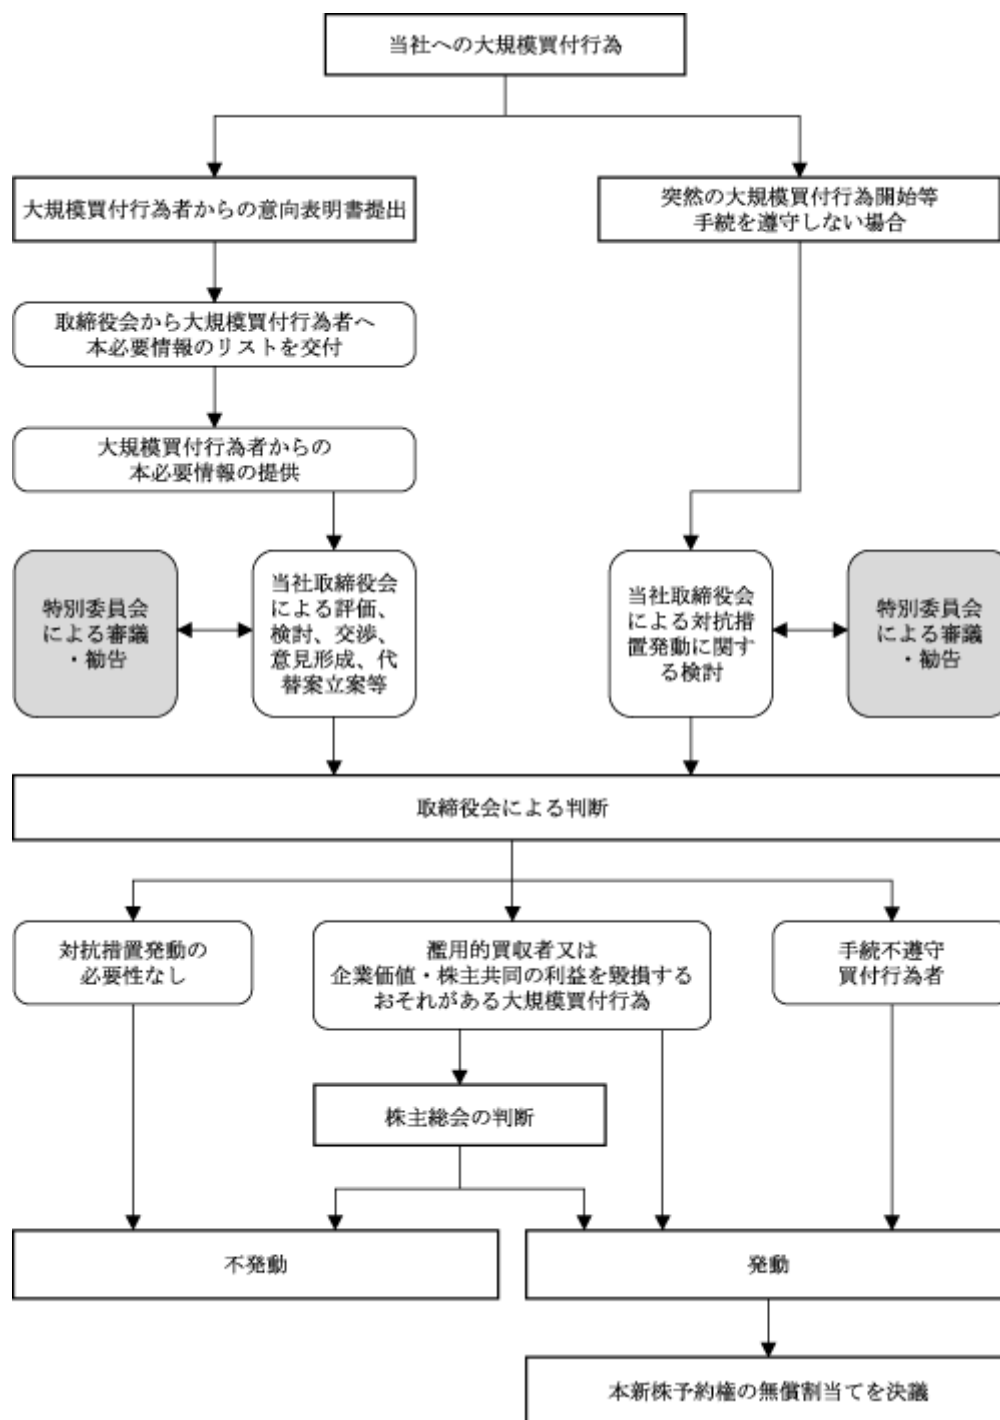 当社への大規模買付行為
大規模買付行為者からの意向表明書提出
突然の大規模買付行為開始等
手続を遵守しない場合
取締役会から大規模買付行為者へ
本必要情報のリストを交付
大規模買付行為者からの
本必要情報の提供
特別委員会
による審議
・勧告
当社取締役会
による評価、
検討、交渉、
意見形成、代
替案立案等
当社取締役会
による対抗措
置発動に関す
る検討
特別委員会
による審議
・勧告
取締役会による判断
対抗措置発動の
必要性なし
濫用的買収者又は
企業価値・株主共同の利益を毀損する
おそれがある大規模買付行為
手続不遵守
買付行為者
株主総会の判断
不発動
発動
本新株予約権の無償割当てを決議